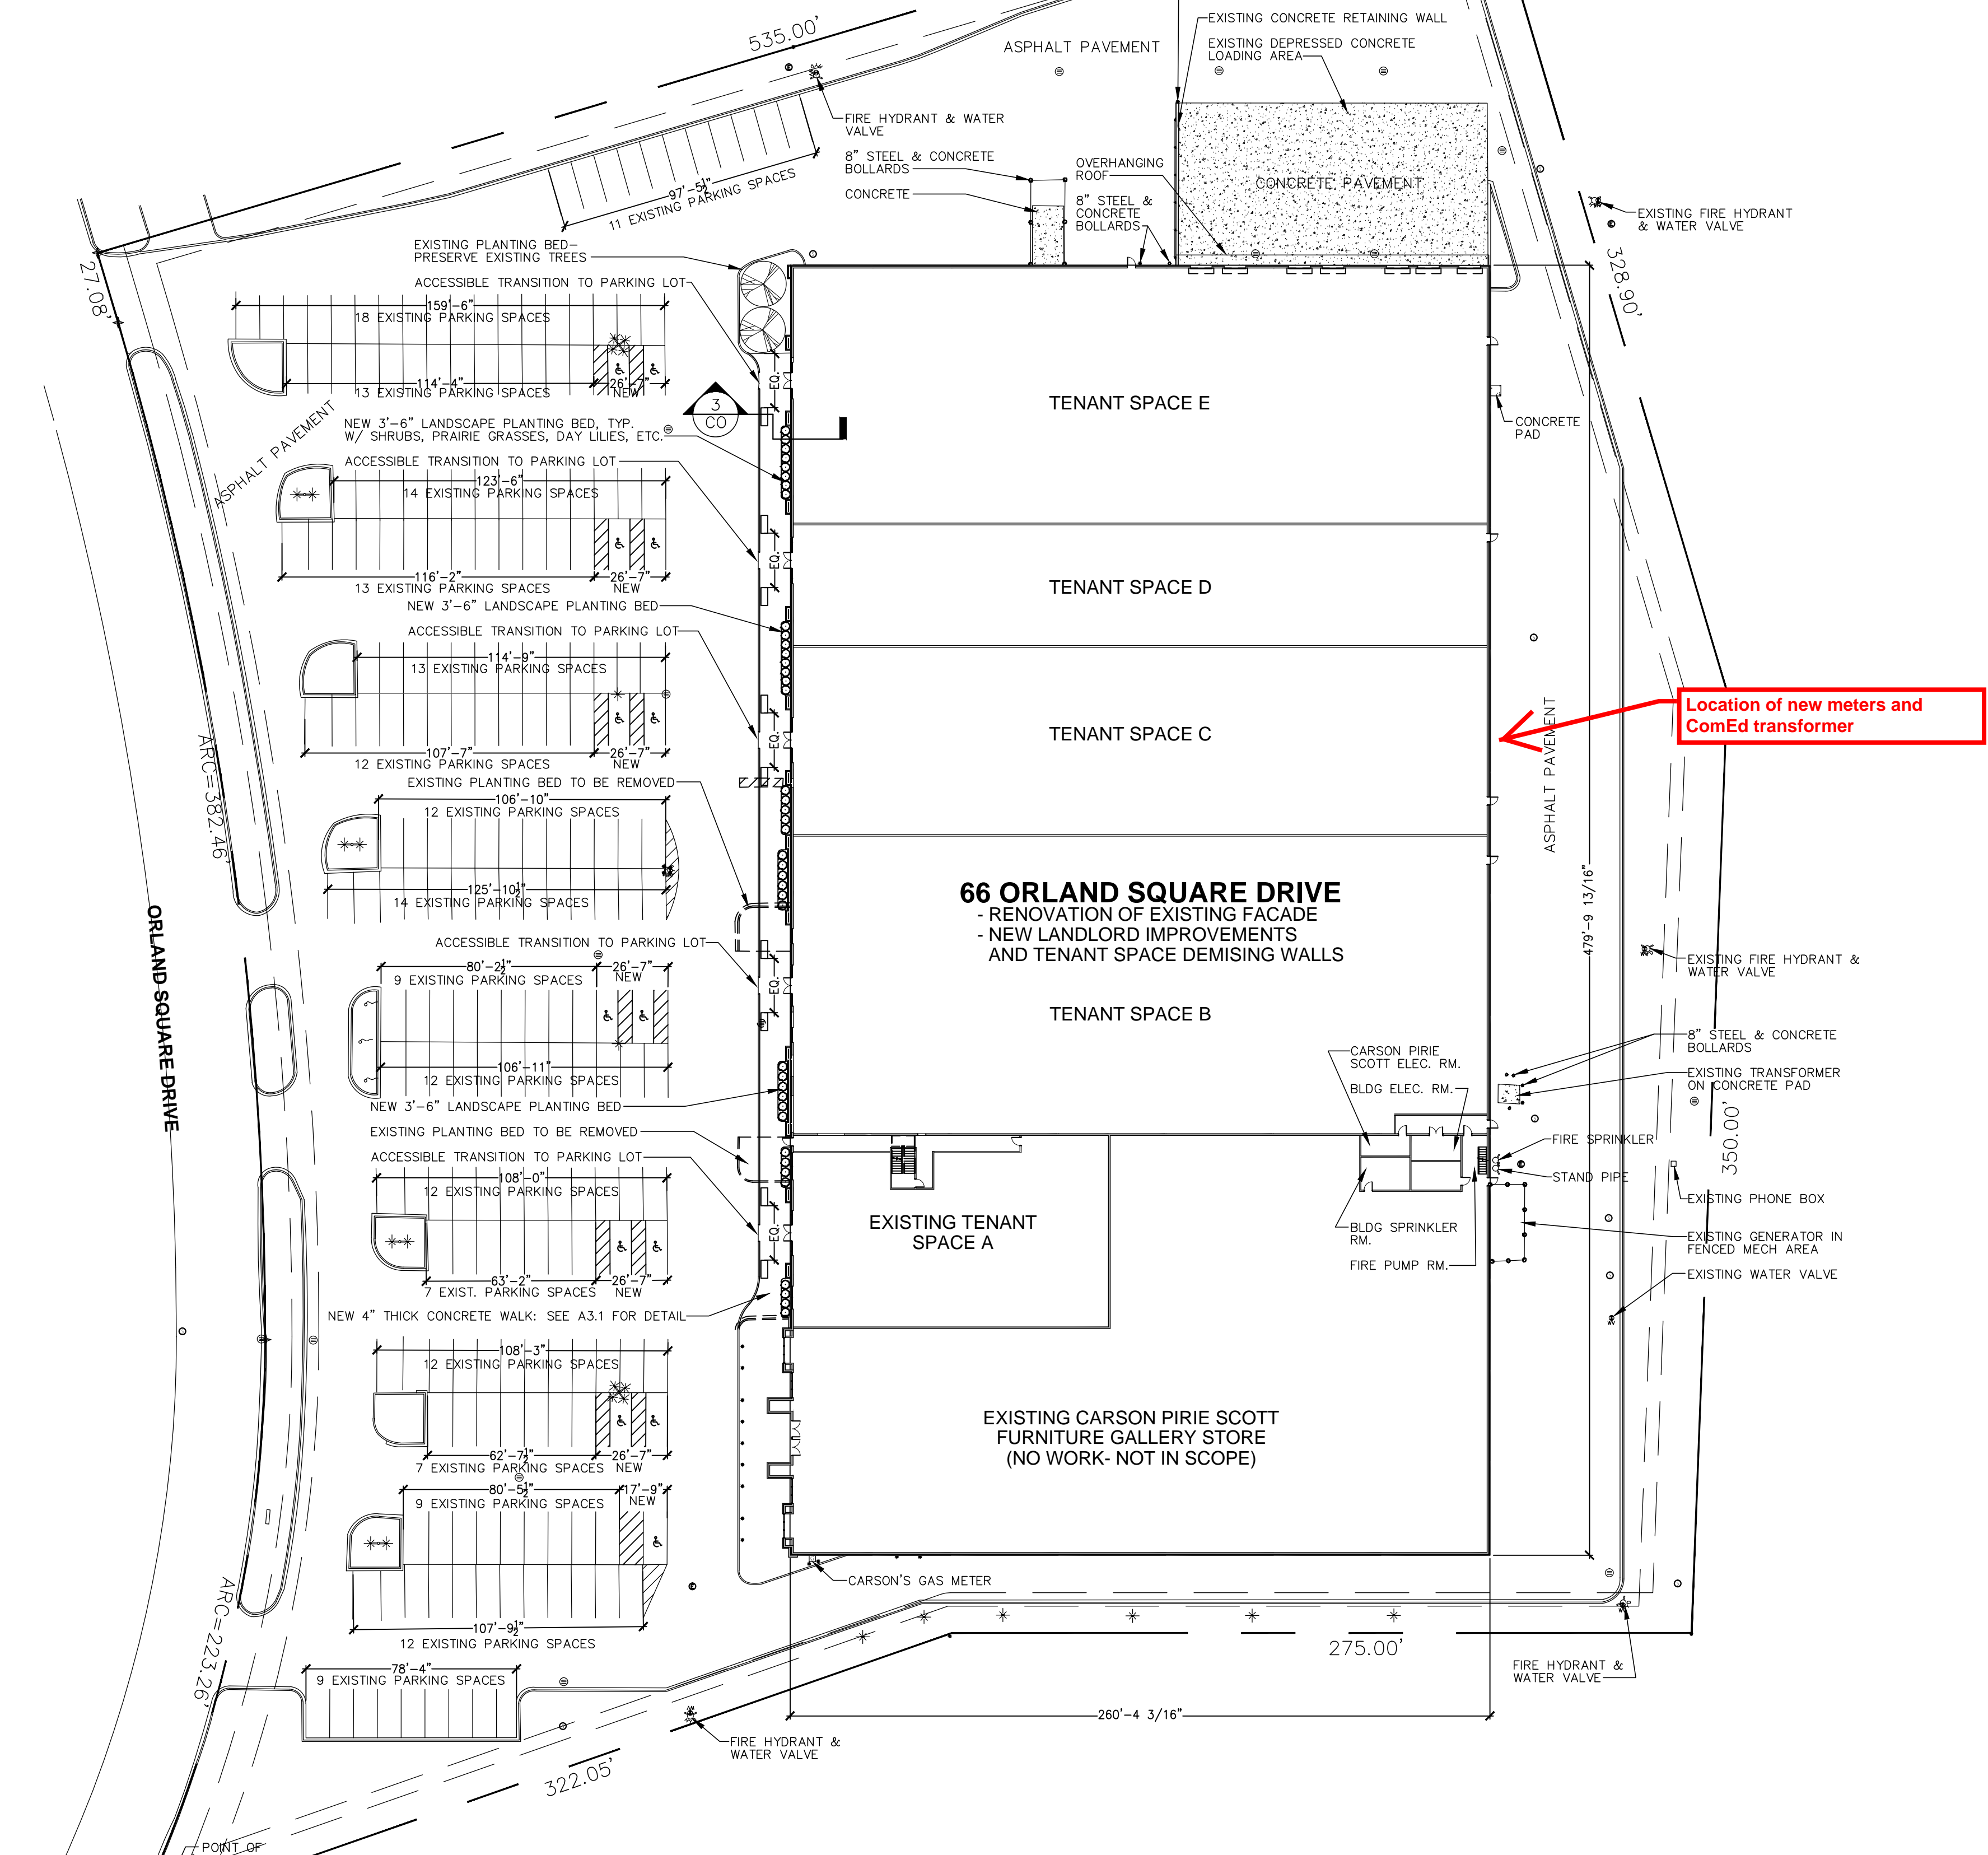 535.00'
ASPHALT PAVEMENT
EXISTING CONCRETE RETAINING WALL
EXISTING DEPRESSED CONCRETE
LOADING AREA
FIRE HYDRANT & WATER
VALVE
8" STEEL & CONCRETE
BOLLARDS
CONCRETE
OVERHANGING
ROOF
8" STEEL &
CONCRETE
BOLLARDS
CONCRETE PAVEMENT
97'-5½"
11 EXISTING PARKING SPACES
EXISTING FIRE HYDRANT
& WATER VALVE
328.90'
27.08'
EXISTING PLANTING BED-
PRESERVE EXISTING TREES
ACCESSIBLE TRANSITION TO PARKING LOT
159'-6"
18 EXISTING PARKING SPACES
114'-4"
26'-7"
13 EXISTING PARKING SPACES
NEW
EQ.
3
CO
ASPHALT PAVEMENT
NEW 3'-6" LANDSCAPE PLANTING BED, TYP.
W/ SHRUBS, PRAIRIE GRASSES, DAY LILIES, ETC.
TENANT SPACE E
CONCRETE
PAD
ACCESSIBLE TRANSITION TO PARKING LOT
123'-6"
14 EXISTING PARKING SPACES
EQ.
116'-2"
26'-7"
13 EXISTING PARKING SPACES
NEW
TENANT SPACE D
NEW 3'-6" LANDSCAPE PLANTING BED
ACCESSIBLE TRANSITION TO PARKING LOT
114'-9"
13 EXISTING PARKING SPACES
EQ.
107'-7"
26'-7"
12 EXISTING PARKING SPACES
NEW
TENANT SPACE C
Location of new meters and
ComEd transformer
ASPHALT PAVEMENT
ARC=382.46'
EXISTING PLANTING BED TO BE REMOVED
106'-10"
12 EXISTING PARKING SPACES
125'-10½"
14 EXISTING PARKING SPACES
66 ORLAND SQUARE DRIVE
- RENOVATION OF EXISTING FACADE
- NEW LANDLORD IMPROVEMENTS
AND TENANT SPACE DEMISING WALLS
479'-9 13/16"
ORLAND SQUARE DRIVE
ACCESSIBLE TRANSITION TO PARKING LOT
80'-2½"
26'-7"
9 EXISTING PARKING SPACES
NEW
EQ.
106'-11"
12 EXISTING PARKING SPACES
TENANT SPACE B
EXISTING FIRE HYDRANT &
WATER VALVE
8" STEEL & CONCRETE
BOLLARDS
CARSON PIRIE
SCOTT ELEC. RM.
BLDG ELEC. RM.
EXISTING TRANSFORMER
ON CONCRETE PAD
350.00'
NEW 3'-6" LANDSCAPE PLANTING BED
EXISTING PLANTING BED TO BE REMOVED
ACCESSIBLE TRANSITION TO PARKING LOT
108'-0"
12 EXISTING PARKING SPACES
EQ.
63'-2"
26'-7"
7 EXIST. PARKING SPACES
NEW
FIRE SPRINKLER
STAND PIPE
EXISTING PHONE BOX
EXISTING TENANT
SPACE A
BLDG SPRINKLER
RM.
FIRE PUMP RM.
EXISTING GENERATOR IN
FENCED MECH AREA
EXISTING WATER VALVE
NEW 4" THICK CONCRETE WALK: SEE A3.1 FOR DETAIL
108'-3"
12 EXISTING PARKING SPACES
62'-7½"
26'-7"
7 EXISTING PARKING SPACES
NEW
EXISTING CARSON PIRIE SCOTT
FURNITURE GALLERY STORE
(NO WORK- NOT IN SCOPE)
80'-5½"
17'-9"
9 EXISTING PARKING SPACES
NEW
ARC=223.26'
CARSON'S GAS METER
107'-9½"
12 EXISTING PARKING SPACES
275.00'
78'-4"
9 EXISTING PARKING SPACES
FIRE HYDRANT &
WATER VALVE
260'-4 3/16"
FIRE HYDRANT &
WATER VALVE
322.05'
POINT OF